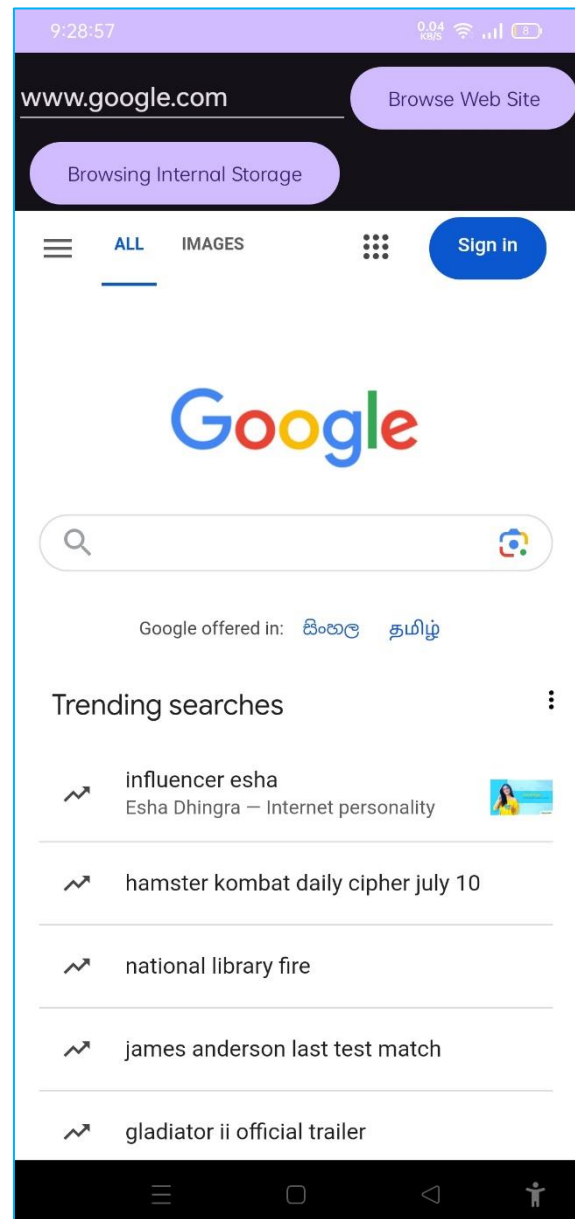 9:28:57
0.04
KB/S
8
www.google.com
Browse Web Site
Browsing Internal Storage
ALL IMAGES
Sign in
Google
Google offered in: සිංහල தமிழ்
Trending searches
influencer esha
Esha Dhingra — Internet personality
hamster kombat daily cipher july 10
national library fire
james anderson last test match
gladiator ii official trailer